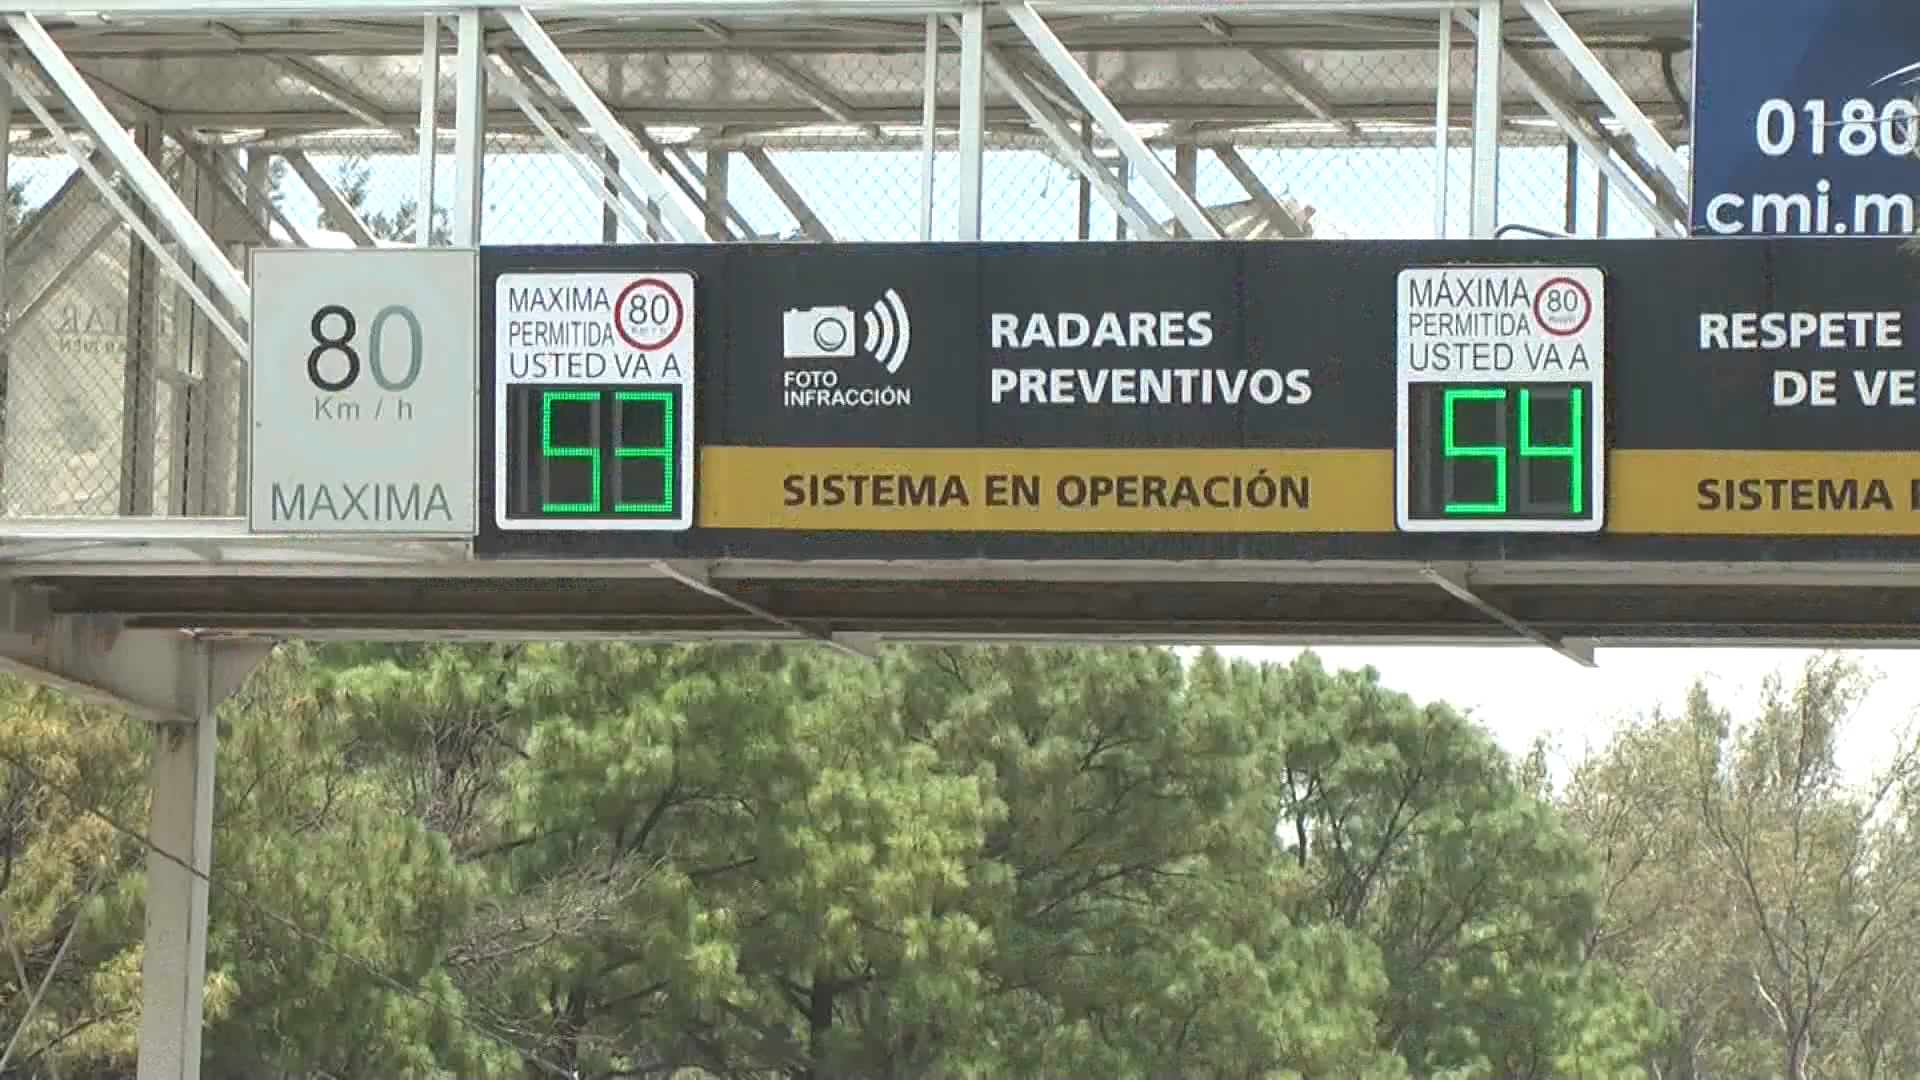 80
Km / h
MAXIMA
MAXIMA
PERMITIDA
80
USTED VA A
53
FOTO
INFRACCIÓN
RADARES
PREVENTIVOS
SISTEMA EN OPERACIÓN
MÁXIMA
PERMITIDA
80
USTED VA A
54
RESPETE
DE VE
SISTEMA
0180
cmi.m